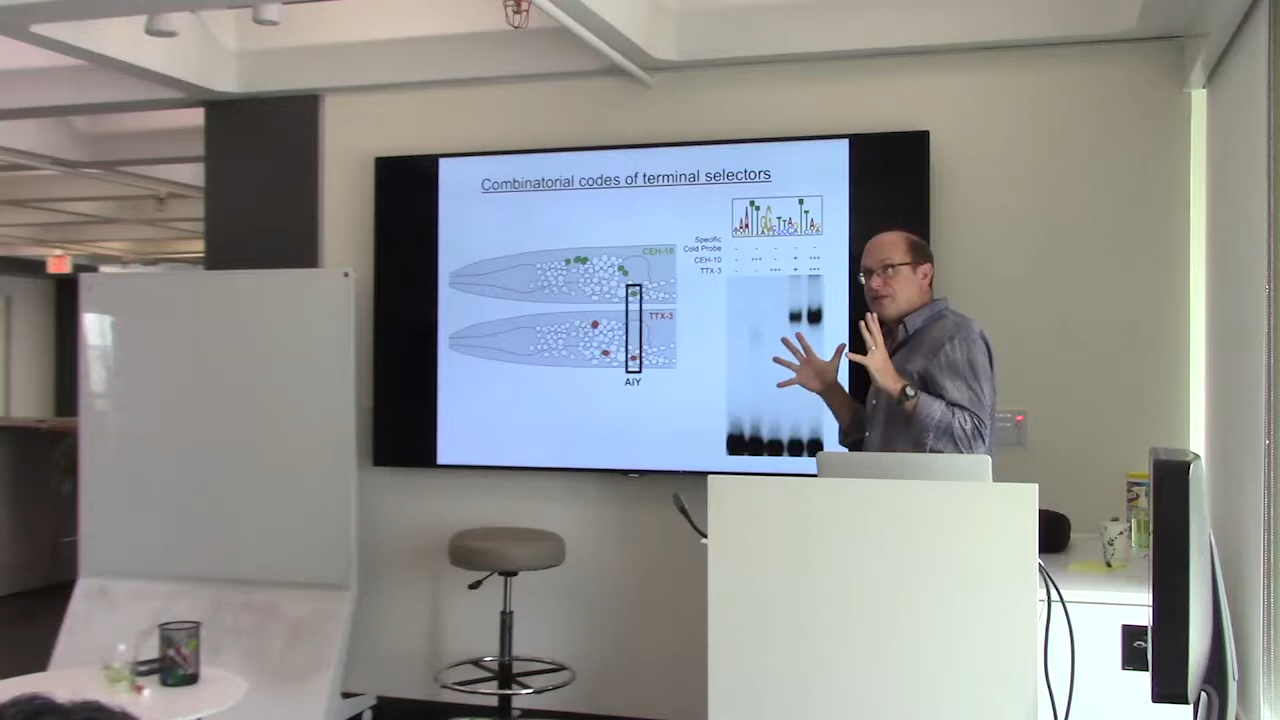 Combinatorial codes of terminal selectors
CEH-10
TTX-3
AIY
Specific
Cold Probe - - - - -
CEH-10 - +++ - + +++
TTX-3 - - +++ + +++